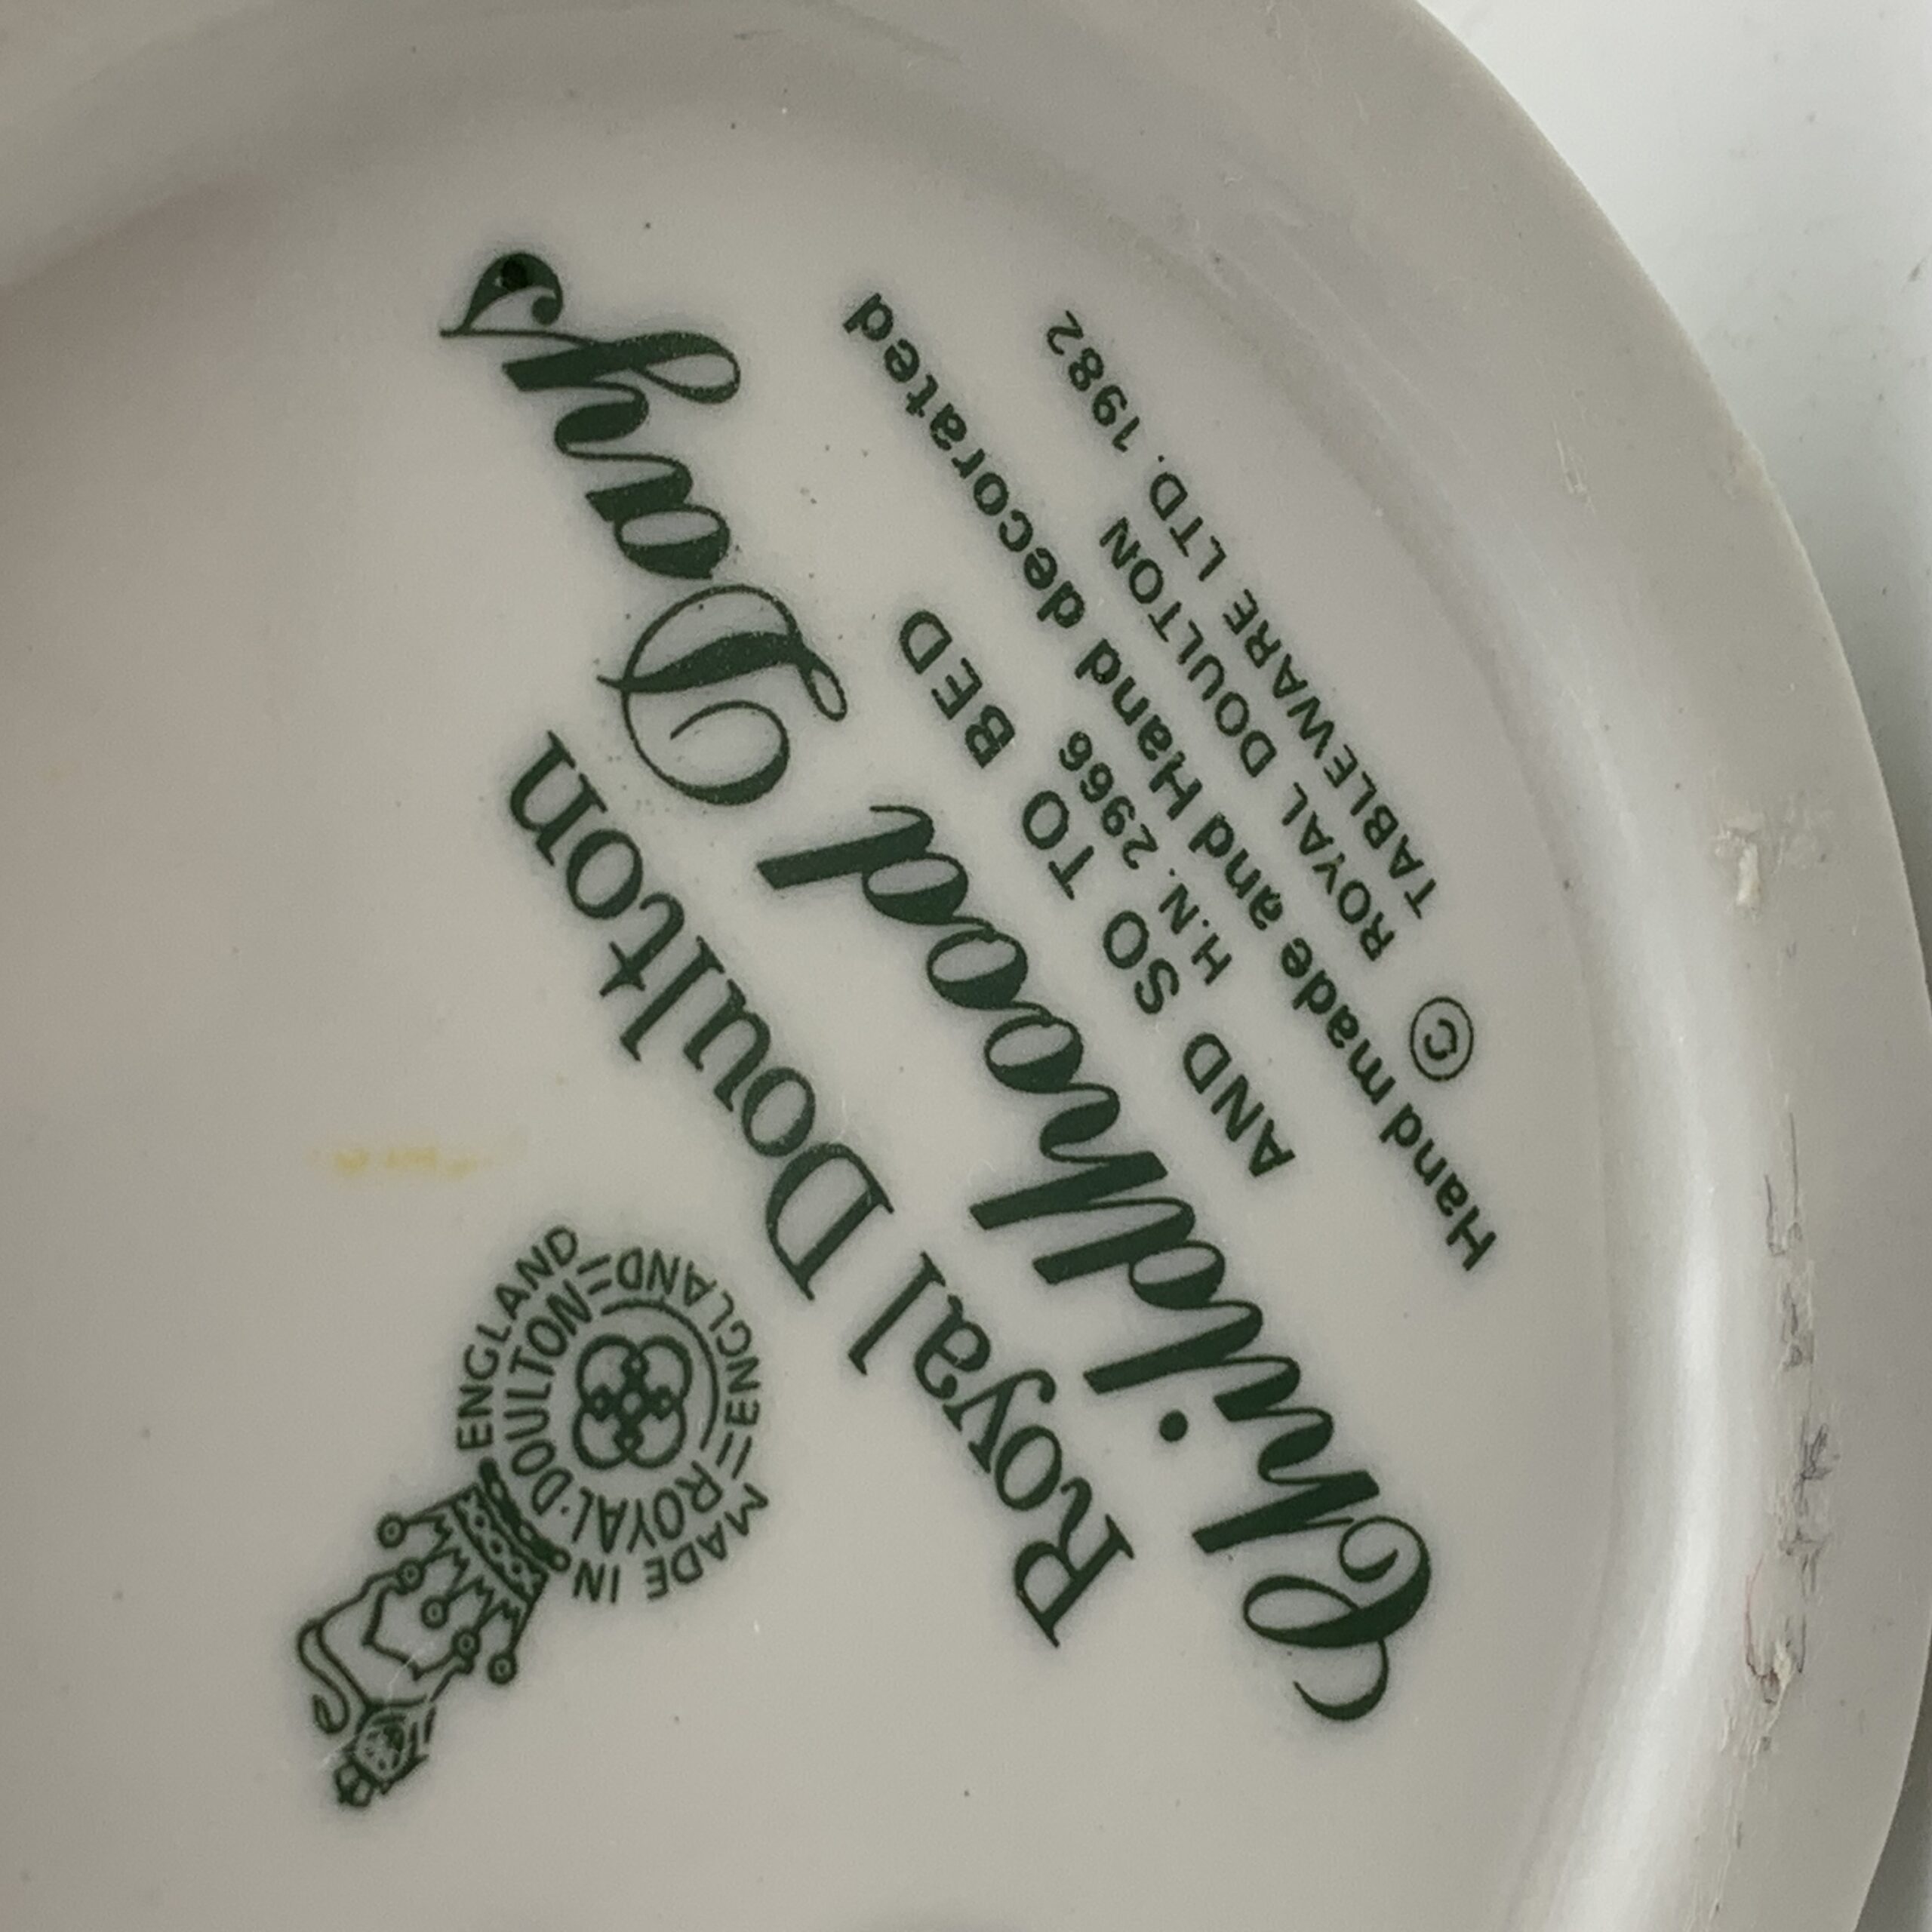 MADE IN ENGLAND
ROYAL·DOULTON
ENGLAND
Royal Doulton
Childhood Days
AND SO TO BED
H.N. 2966
Hand made and Hand decorated
© ROYAL DOULTON
TABLEWARE LTD. 1982